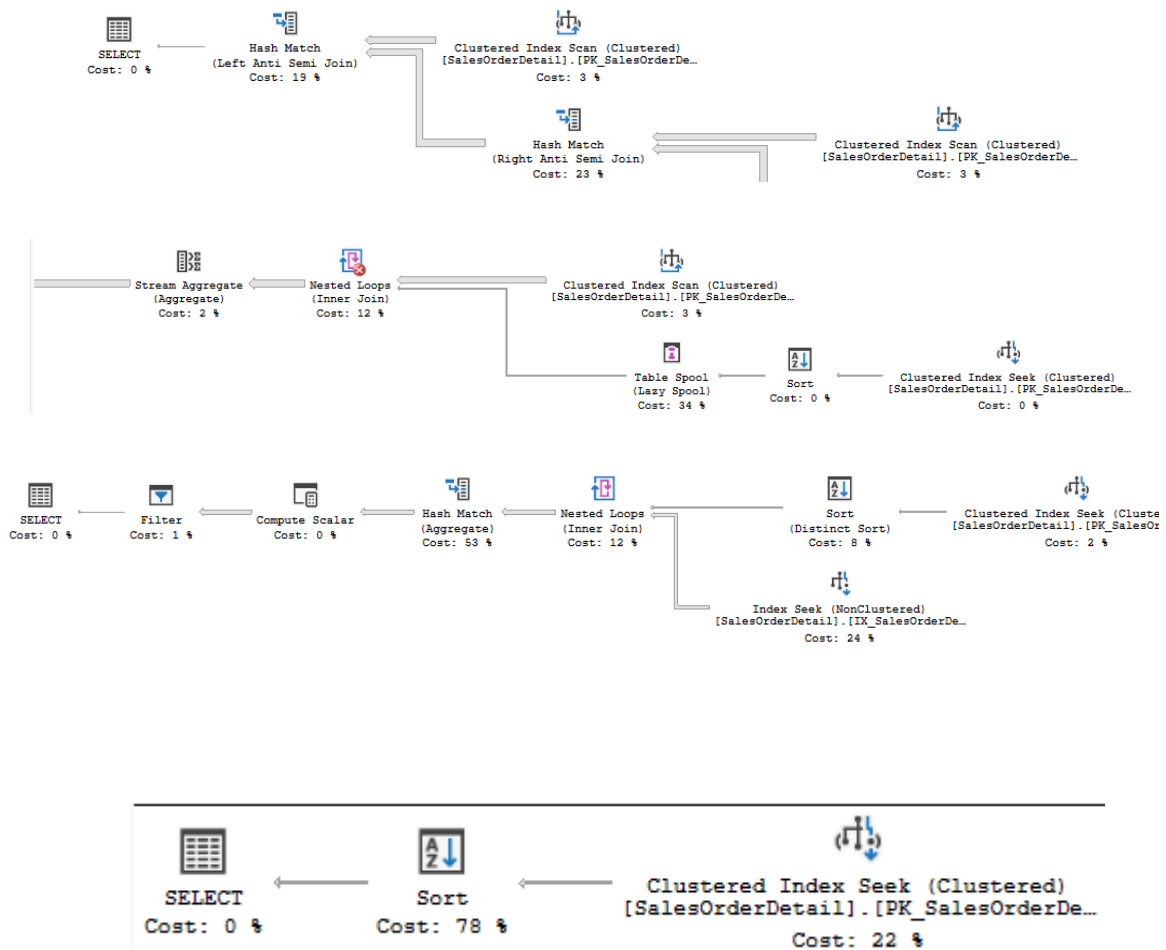 SELECT
Cost: 0 %
Hash Match
(Left Anti Semi Join)
Cost: 19 %
Clustered Index Scan (Clustered)
[SalesOrderDetail].[PK_SalesOrderDe…
Cost: 3 %
Hash Match
(Right Anti Semi Join)
Cost: 23 %
Clustered Index Scan (Clustered)
[SalesOrderDetail].[PK_SalesOrderDe…
Cost: 3 %
Stream Aggregate
(Aggregate)
Cost: 2 %
Nested Loops
(Inner Join)
Cost: 12 %
Clustered Index Scan (Clustered)
[SalesOrderDetail].[PK_SalesOrderDe…
Cost: 3 %
Table Spool
(Lazy Spool)
Cost: 34 %
Sort
Cost: 0 %
Clustered Index Seek (Clustered)
[SalesOrderDetail].[PK_SalesOrderDe…
Cost: 0 %
SELECT
Cost: 0 %
Filter
Cost: 1 %
Compute Scalar
Cost: 0 %
Hash Match
(Aggregate)
Cost: 53 %
Nested Loops
(Inner Join)
Cost: 12 %
Sort
(Distinct Sort)
Cost: 8 %
Clustered Index Seek (Cluste
[SalesOrderDetail].[PK_SalesO
Cost: 2 %
Index Seek (NonClustered)
[SalesOrderDetail].[IX_SalesOrderDe…
Cost: 24 %
SELECT
Cost: 0 %
Sort
Cost: 78 %
Clustered Index Seek (Clustered)
[SalesOrderDetail].[PK_SalesOrderDe…
Cost: 22 %